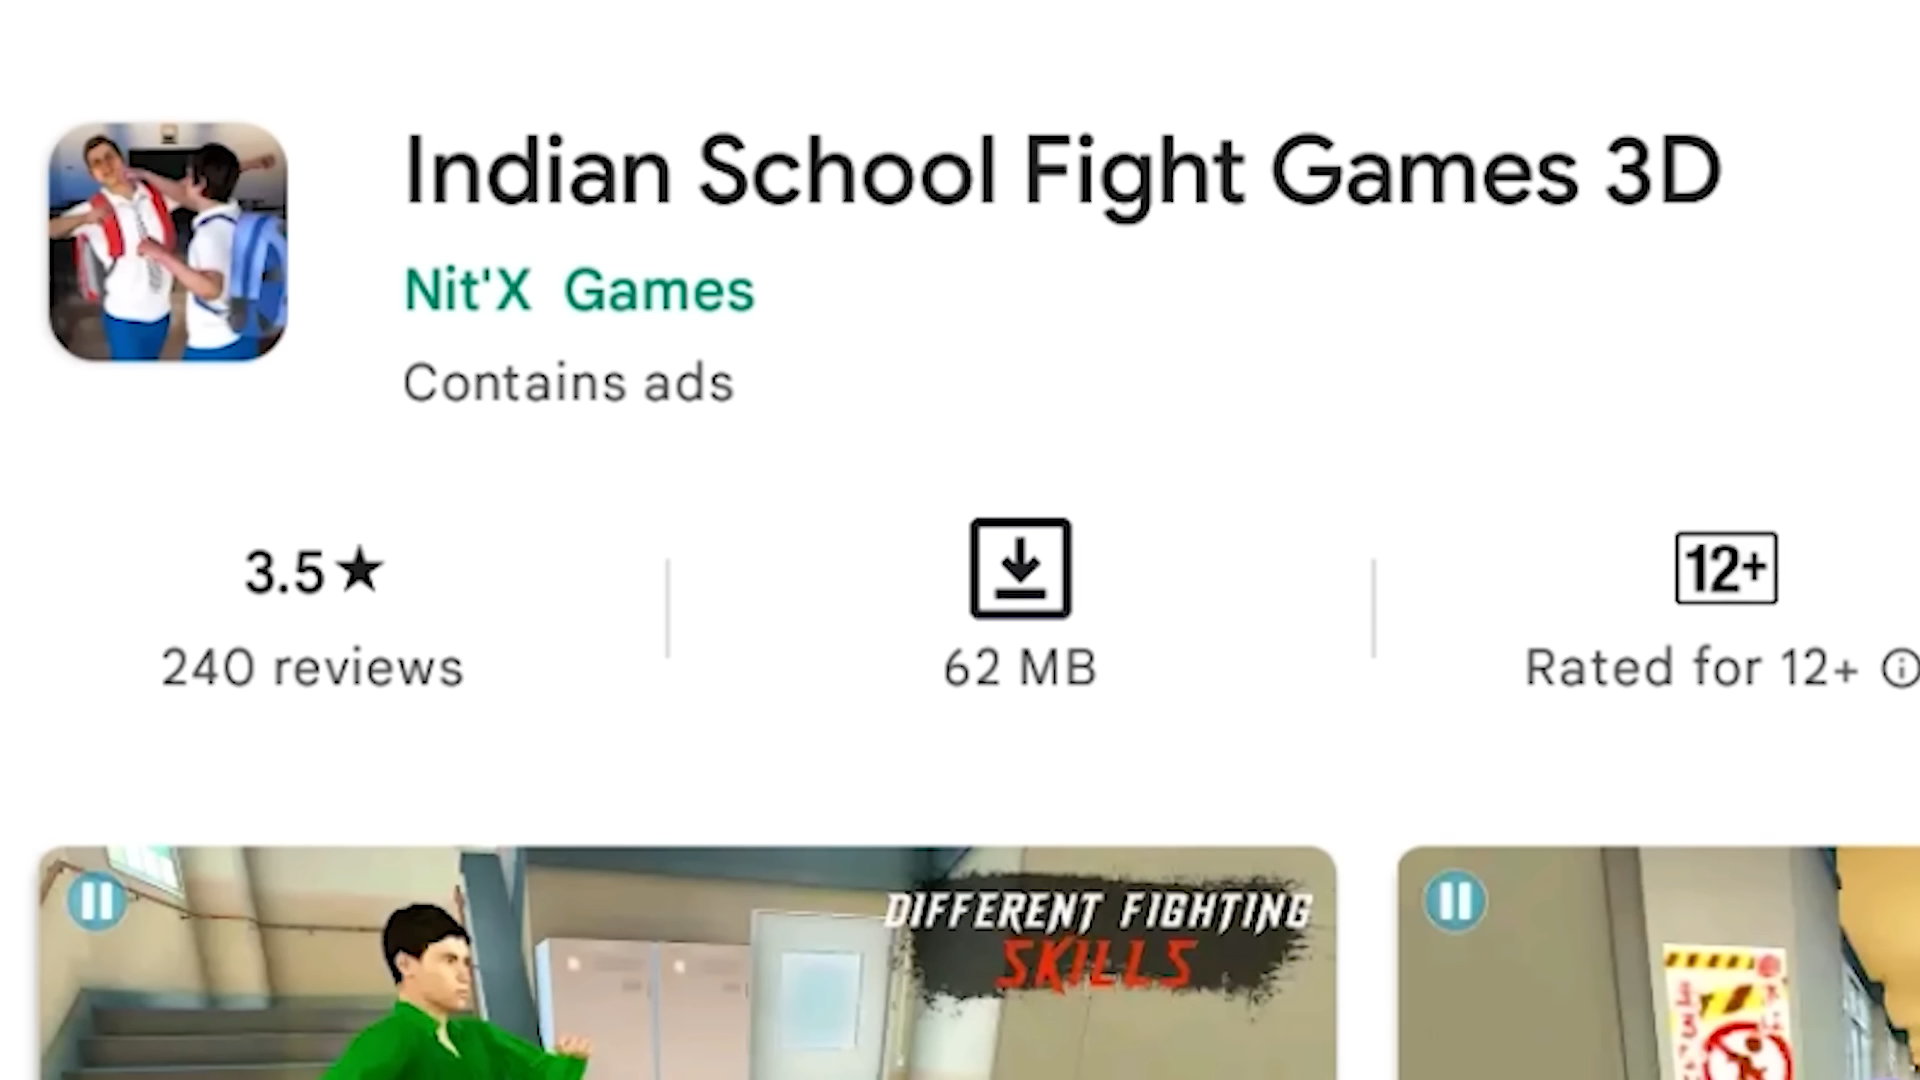 Indian School Fight Games 3D
Nit'X Games
Contains ads
3.5★
240 reviews
62 MB
12+
Rated for 12+
DIFFERENT FIGHTING
SKILLS